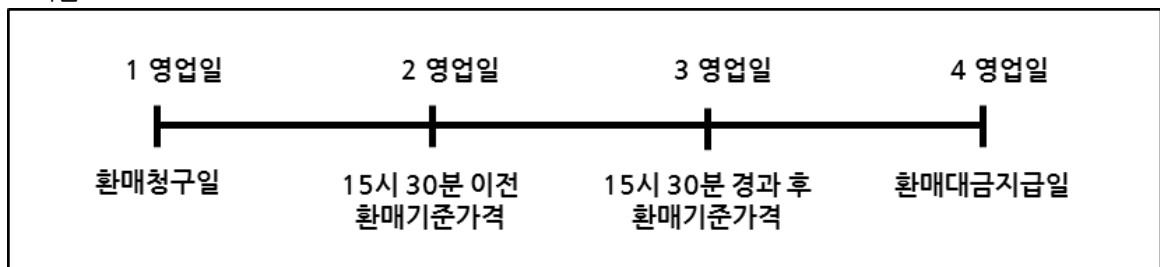 1 영업일
2 영업일
3 영업일
4 영업일
환매청구일
15시 30분 이전
환매기준가격
15시 30분 경과 후
환매기준가격
환매대금지급일